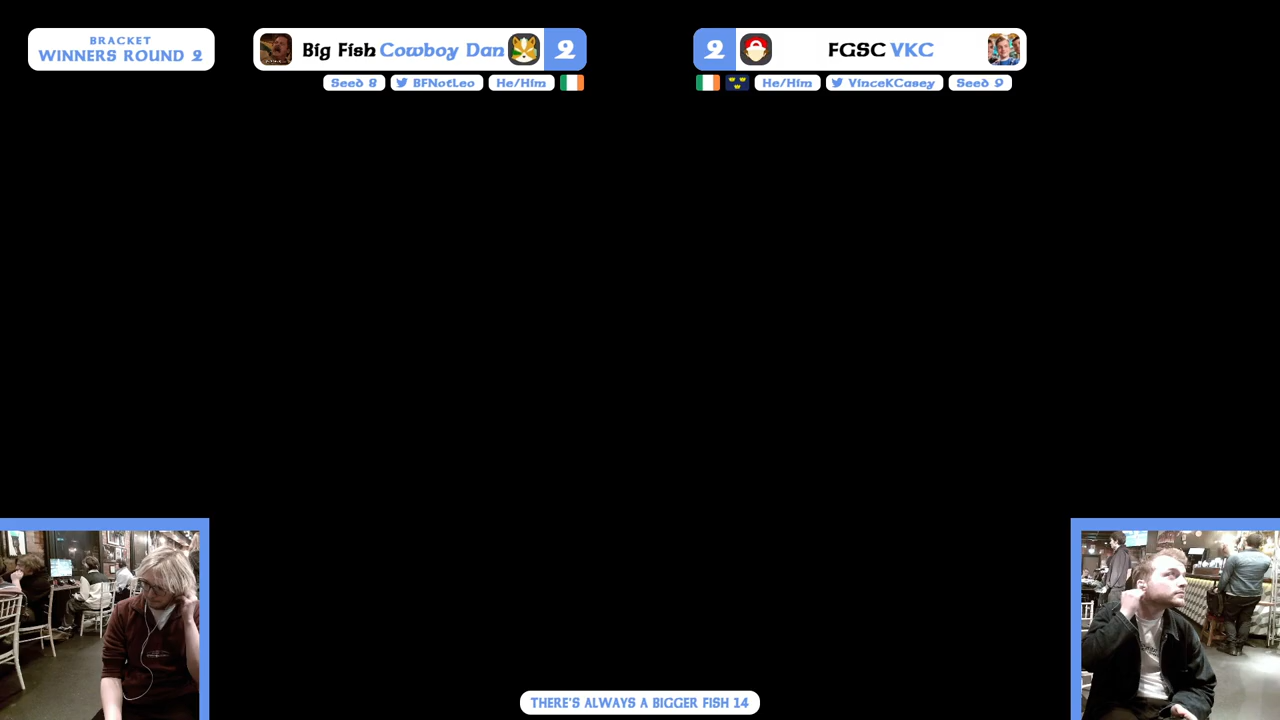 BRACKET
WINNERS ROUND 2
Big Fish Cowboy Dan 2
Seed 8 BFNotLeo He/Him
2 FGSC VKC
He/Him VinceKCasey Seed 9
THERE'S ALWAYS A BIGGER FISH 14